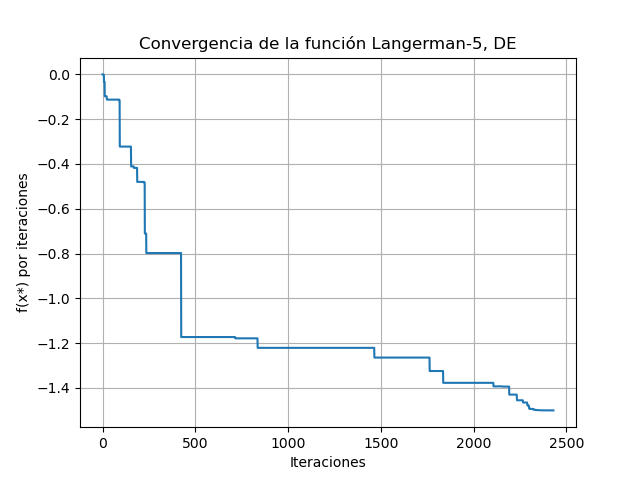 Convergencia de la función Langerman-5, DE
f(x*) por iteraciones
0.0
−0.2
−0.4
−0.6
−0.8
−1.0
−1.2
−1.4
0 500 1000 1500 2000 2500
Iteraciones